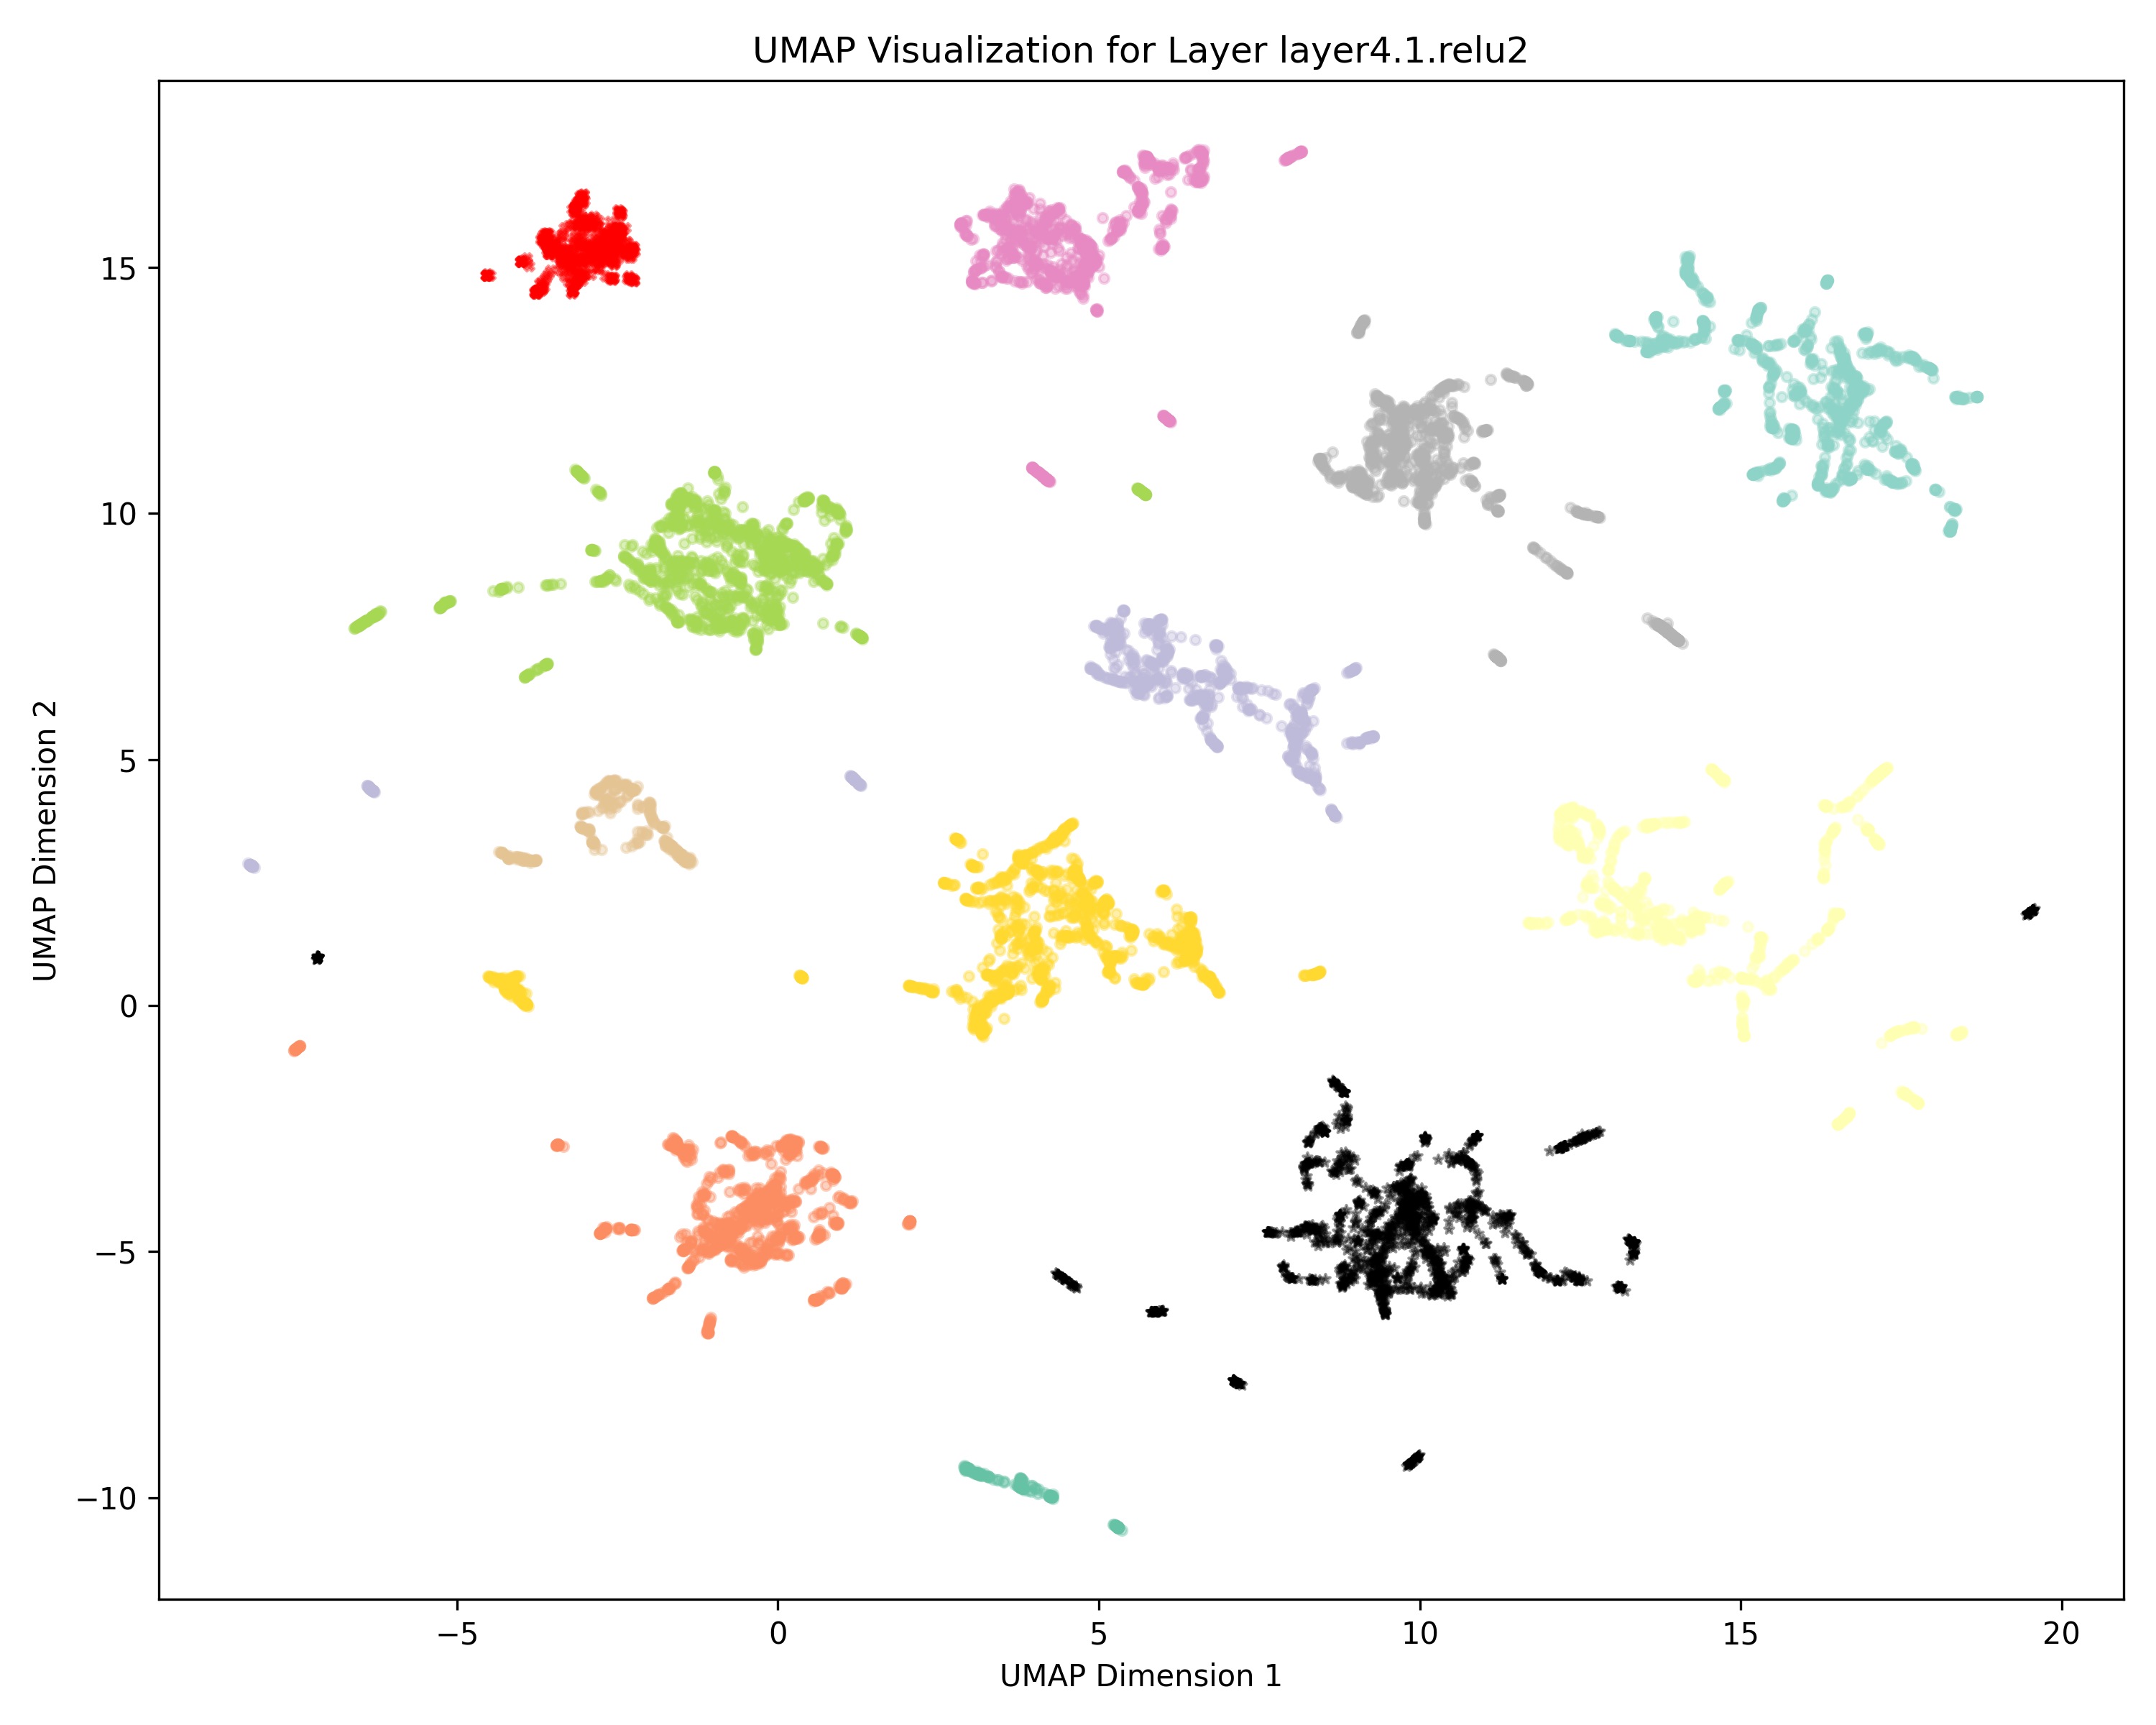 UMAP Visualization for Layer layer4.1.relu2
15
10
5
0
−5
−10
UMAP Dimension 2
−5 0 5 10 15 20
UMAP Dimension 1